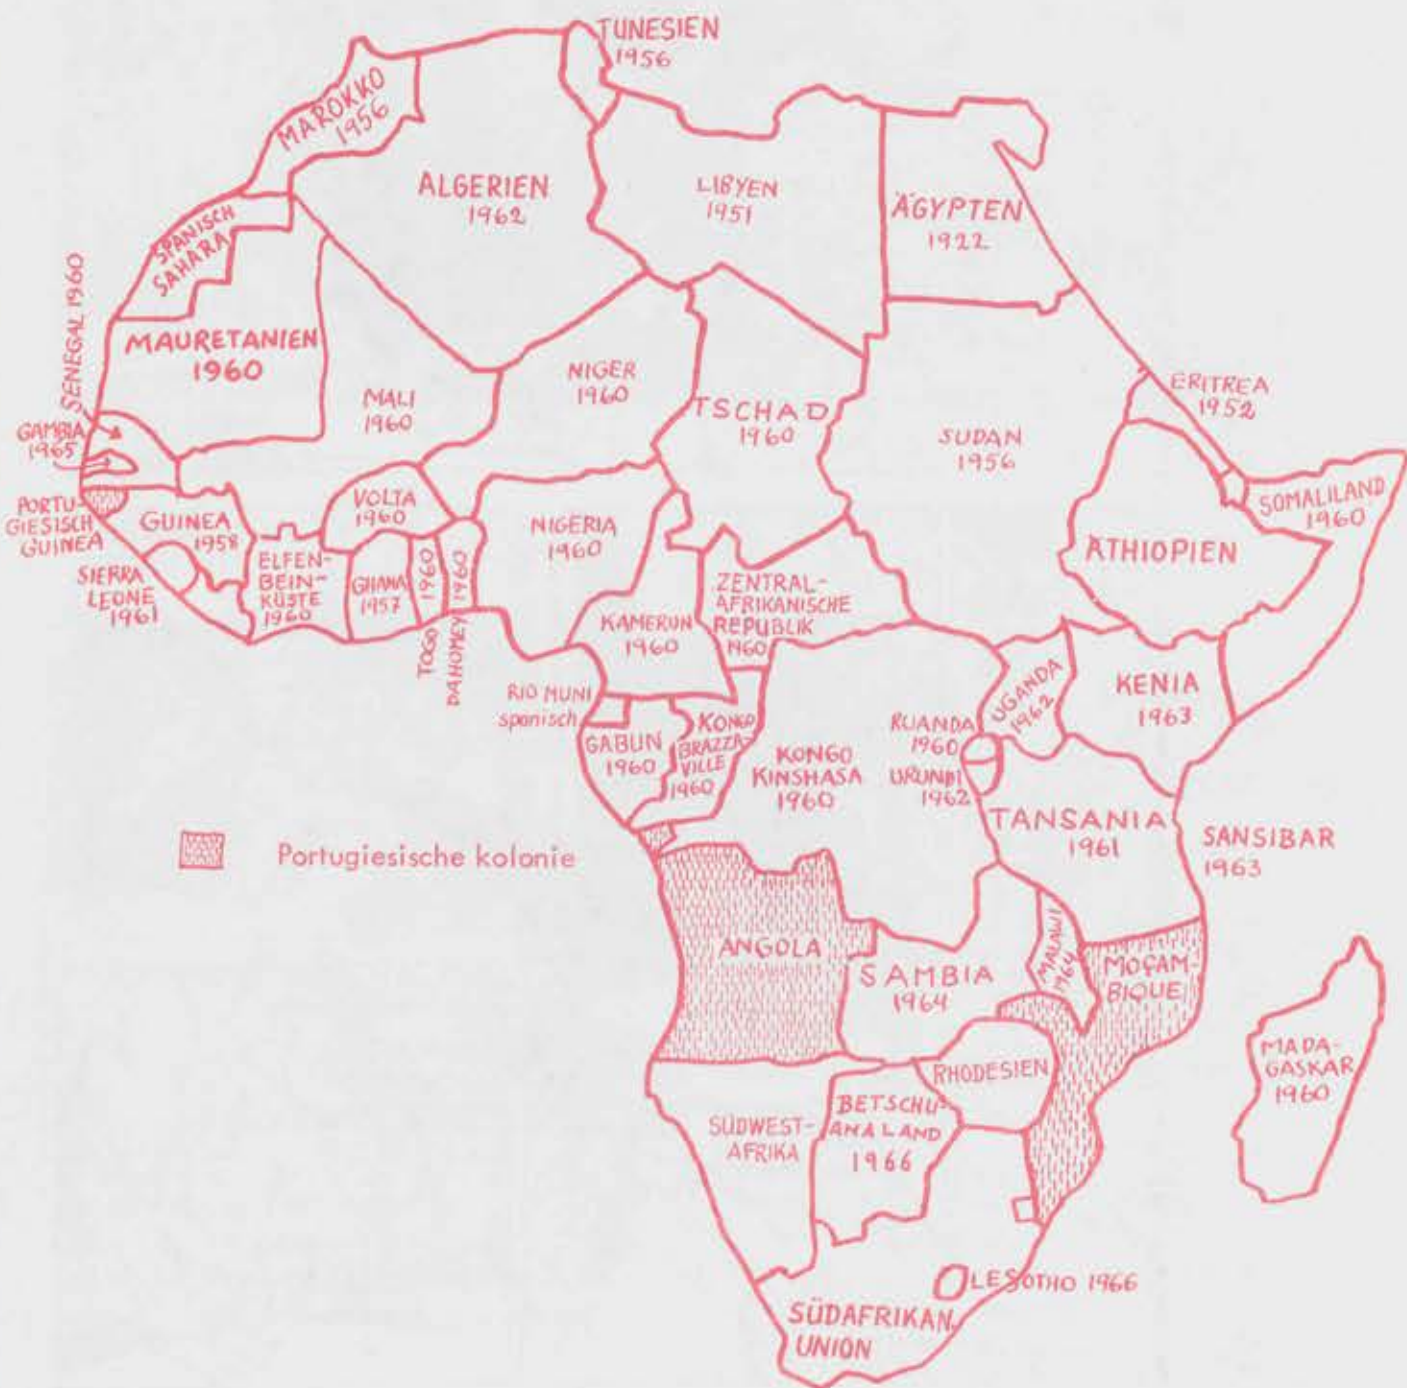 TUNESIEN
1956
MAROKKO
1956
ALGERIEN
1962
LIBYEN
1951
ÄGYPTEN
1922
SPANISCH
SAHARA
SENEGAL 1960
MAURETANIEN
1960
MALI
1960
NIGER
1960
TSCHAD
1960
SUDAN
1956
ERITREA
1952
GAMBIA
1965
PORTU-
GIESISCH
GUINEA
GUINEA
1958
VOLTA
1960
NIGERIA
1960
SOMALILAND
1960
ÄTHIOPIEN
SIERRA
LEONE
1961
ELFEN-
BEIN-
KÜSTE
1960
GHANA
1957
TOGO 1960
DAHOMEY 1960
KAMERUN
1960
ZENTRAL-
AFRIKANISCHE
REPUBLIK
1960
RIO MUNI
spanisch
GABUN
1960
KONGO
BRAZZA-
VILLE
1960
KONGO
KINSHASA
1960
RUANDA
1960
URUNDI
1962
UGANDA
1962
KENIA
1963
TANSANIA
1961
SANSIBAR
1963
Portugiesische kolonie
ANGOLA
SAMBIA
1964
MALAWI
1964
MOÇAM-
BIQUE
MADA-
GASKAR
1960
RHODESIEN
SÜDWEST-
AFRIKA
BETSCHU-
ANALAND
1966
LESOTHO 1966
SÜDAFRIKAN.
UNION